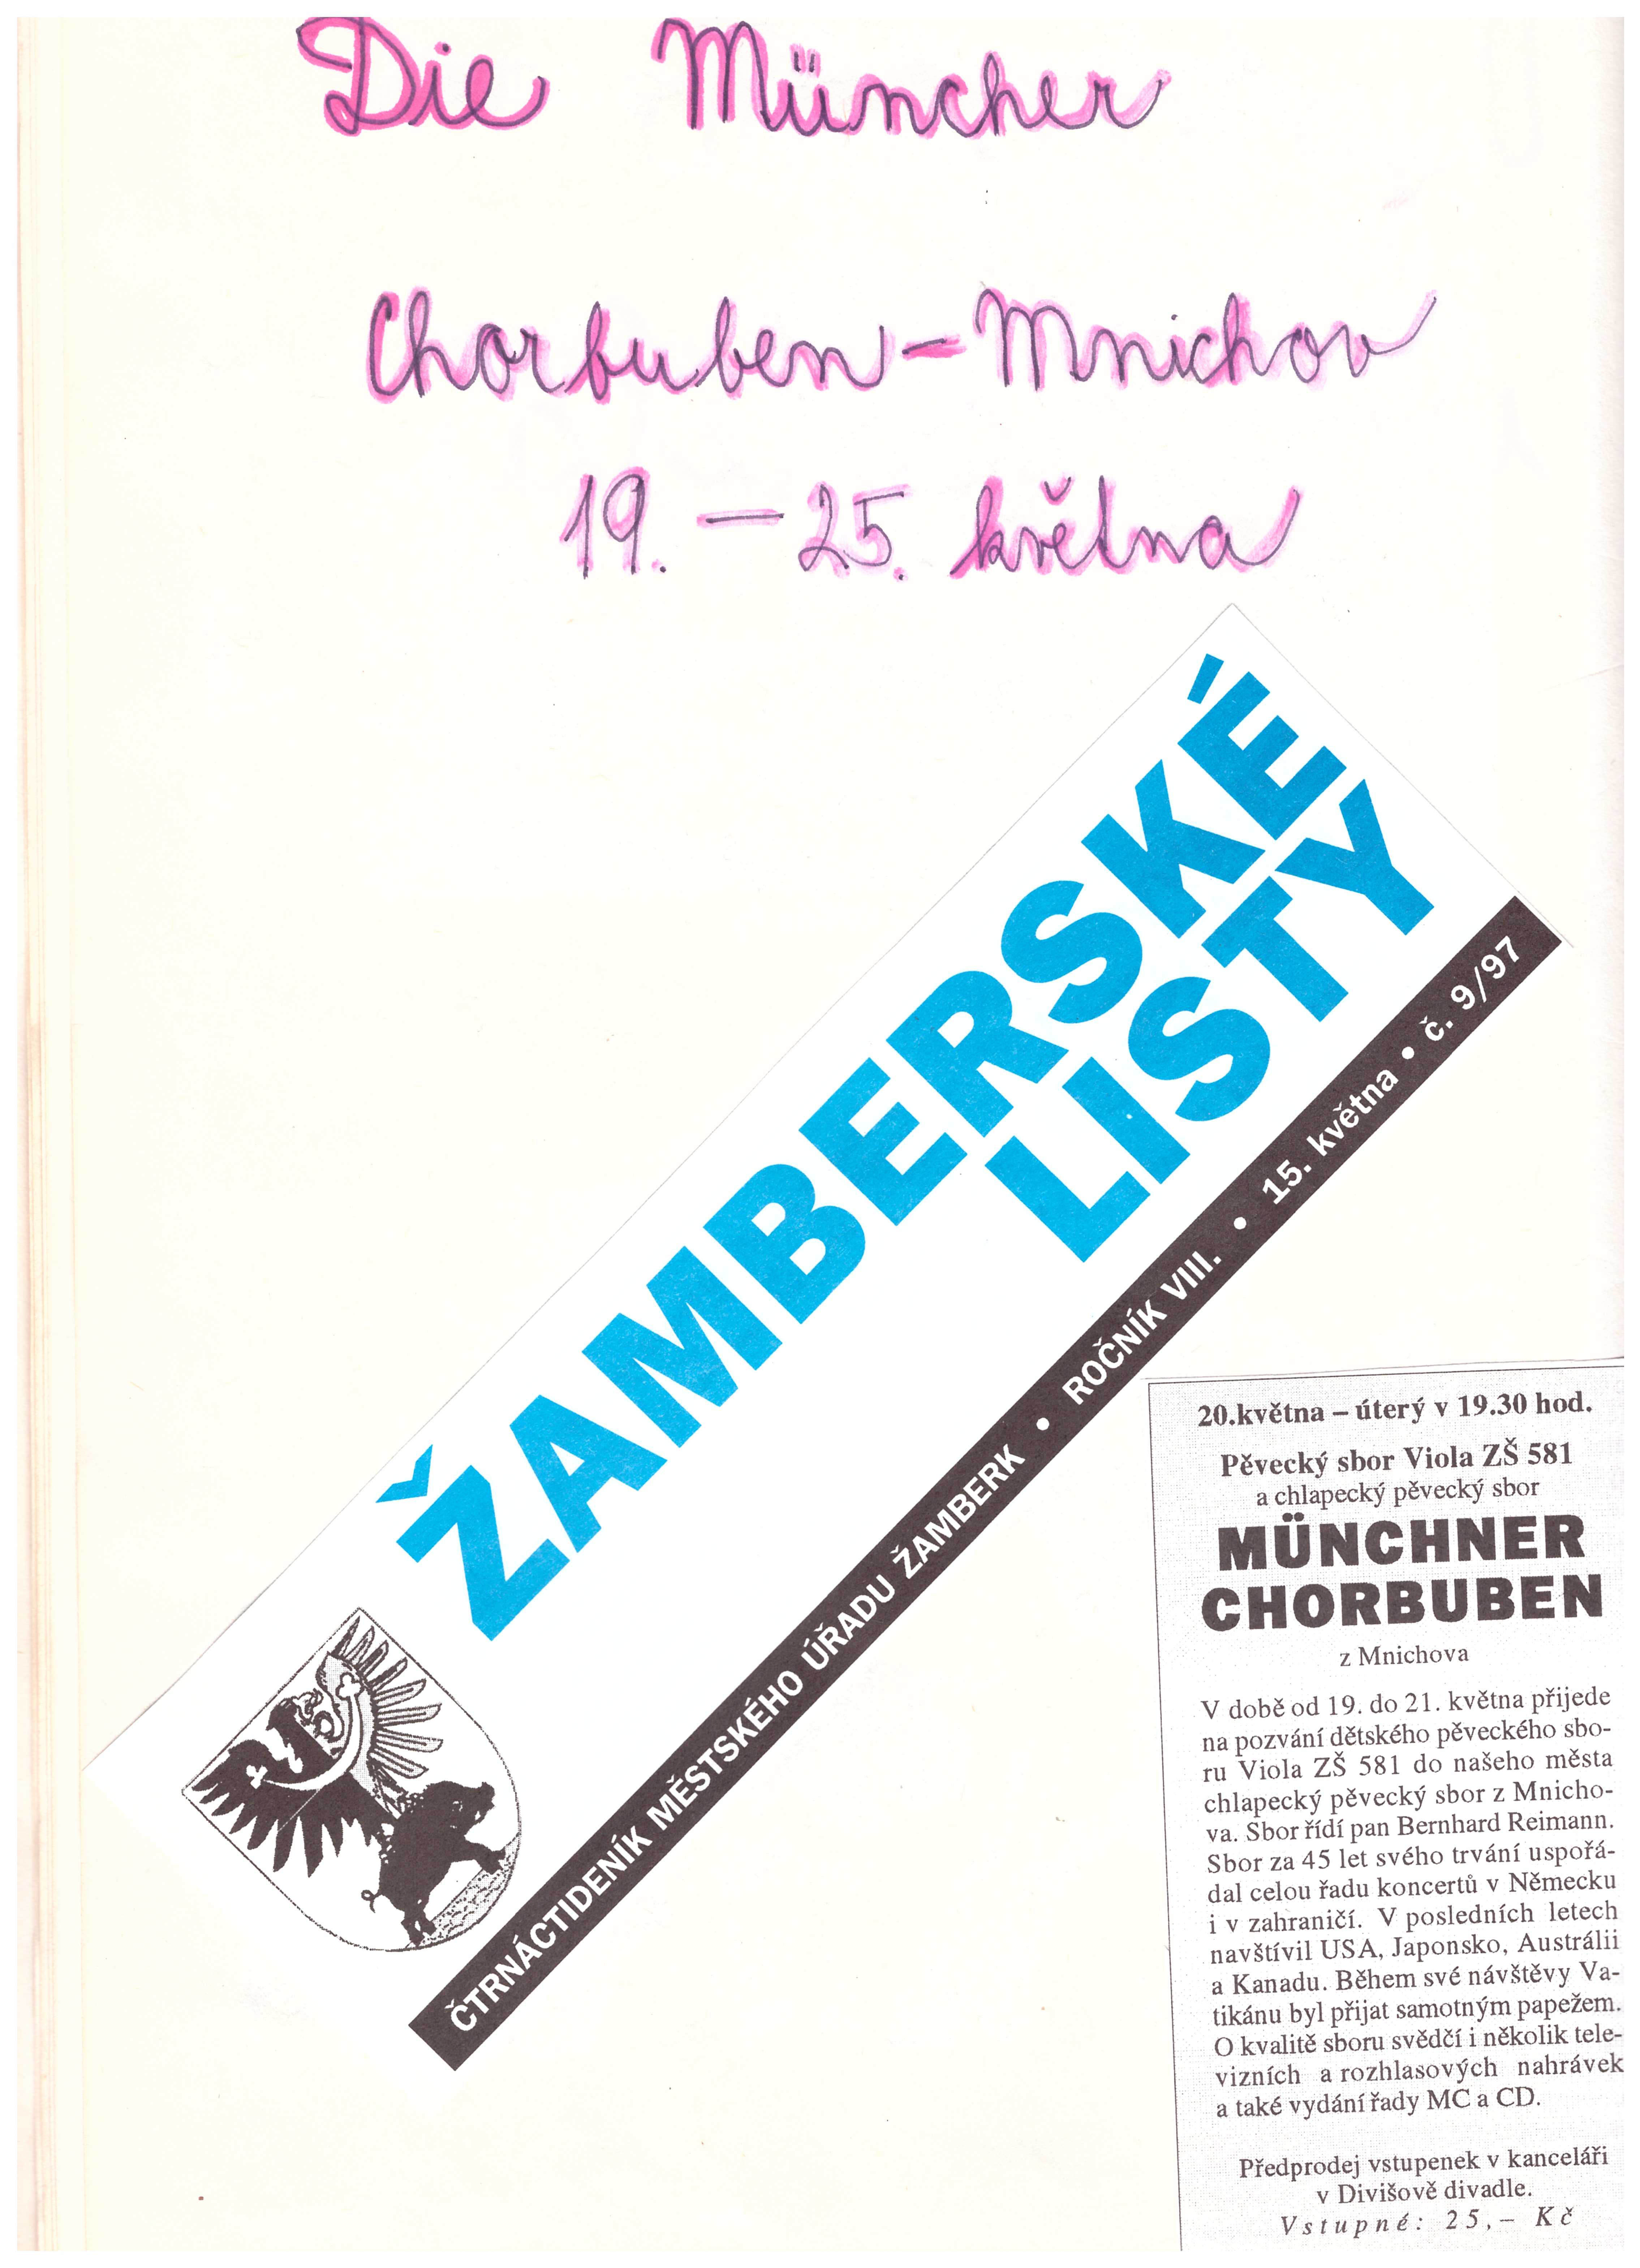 Die Müncher
Chorbuben - Mnichov
19. - 25. května
ŽAMBERSKÉ
LISTY
ČTRNÁCTIDENÍK MĚSTSKÉHO ÚŘADU ŽAMBERK • ROČNÍK VIII. • 15. května • č. 9/97
20.května – úterý v 19.30 hod.
Pěvecký sbor Viola ZŠ 581
a chlapecký pěvecký sbor
MÜNCHNER
CHORBUBEN
z Mnichova
V době od 19. do 21. května přijede
na pozvání dětského pěveckého sbo-
ru Viola ZŠ 581 do našeho města
chlapecký pěvecký sbor z Mnicho-
va. Sbor řídí pan Bernhard Reimann.
Sbor za 45 let svého trvání uspořá-
dal celou řadu koncertů v Německu
i v zahraničí. V posledních letech
navštívil USA, Japonsko, Austrálii
a Kanadu. Během své návštěvy Va-
tikánu byl přijat samotným papežem.
O kvalitě sboru svědčí i několik tele-
vizních a rozhlasových nahrávek
a také vydání řady MC a CD.
Předprodej vstupenek v kanceláři
v Divišově divadle.
Vstupné: 25,– Kč